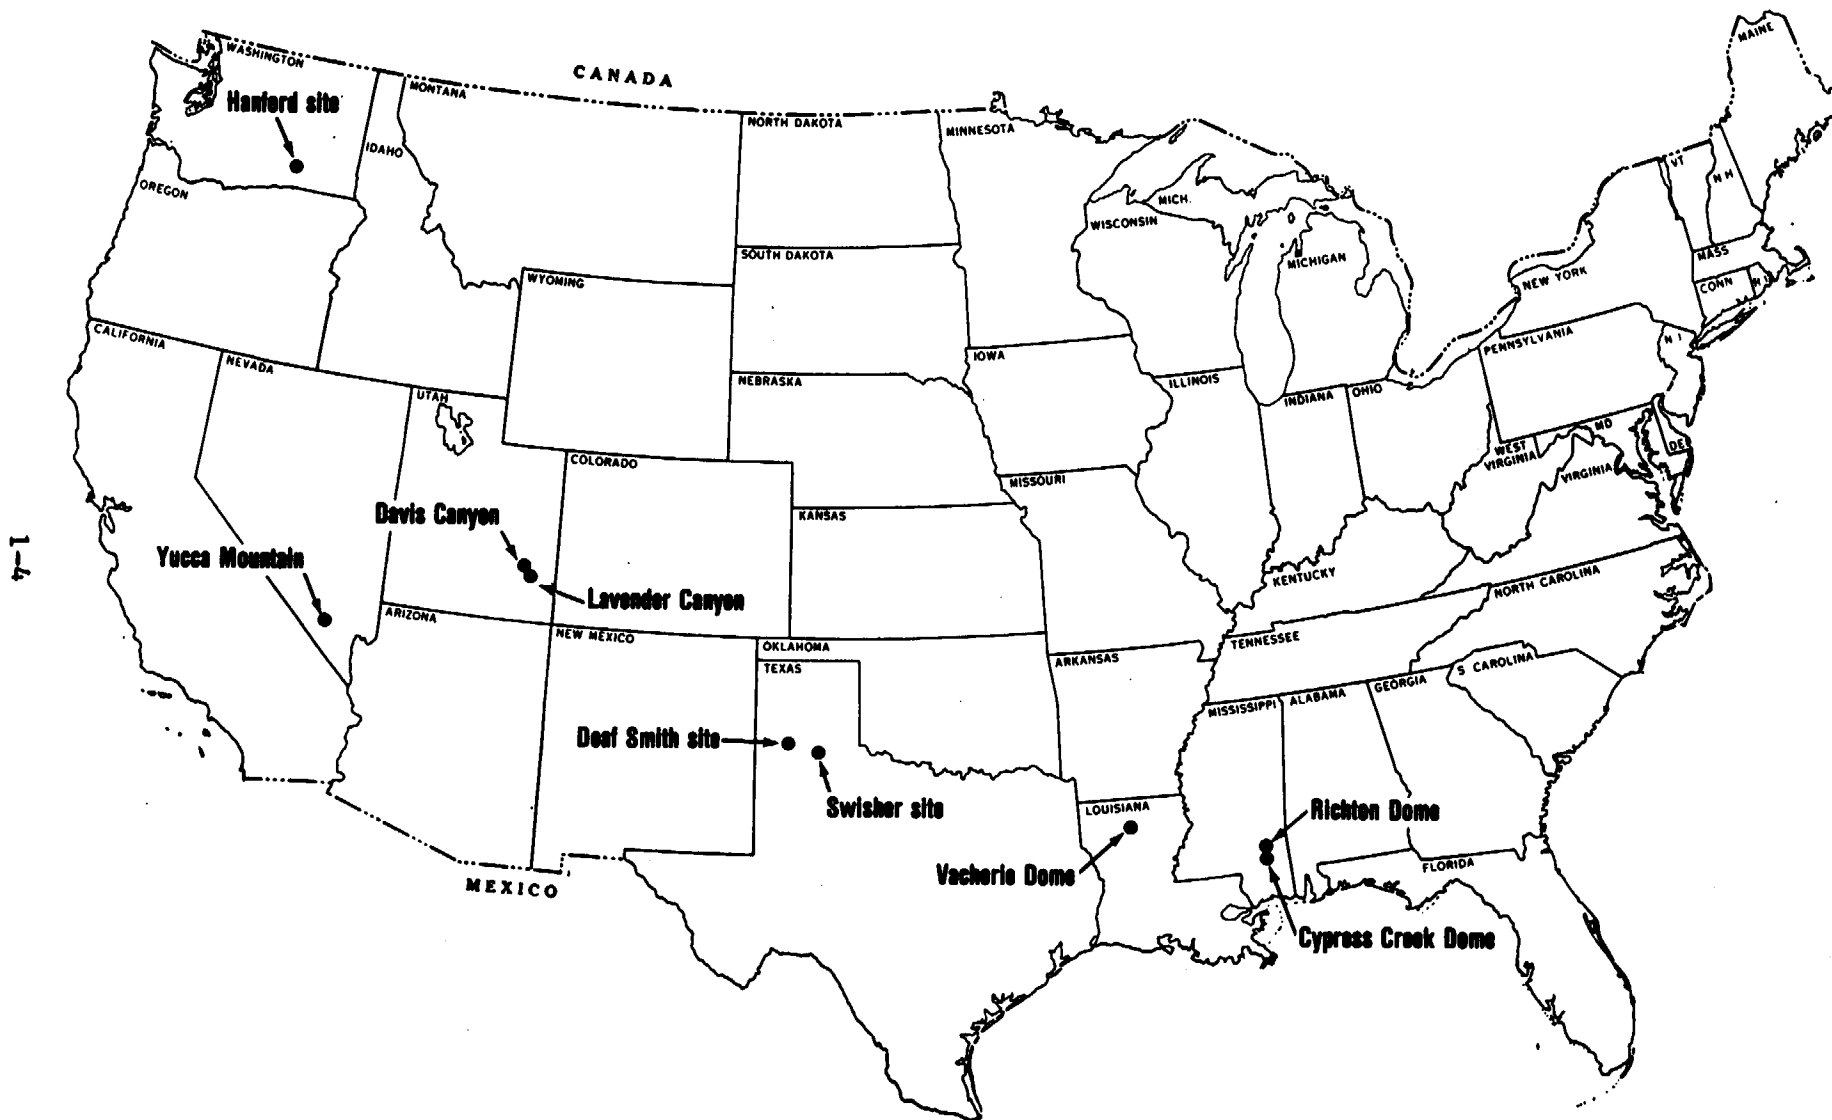 CANADA
MAINE
WASHINGTON
MONTANA
Hanford site
NORTH DAKOTA
MINNESOTA
IDAHO
VT
N H
OREGON
MICH.
WISCONSIN
SOUTH DAKOTA
MICHIGAN
MASS
WYOMING
NEW YORK
CONN
R I
CALIFORNIA
NEVADA
IOWA
PENNSYLVANIA
N J
NEBRASKA
ILLINOIS
UTAH
INDIANA
OHIO
MD
DEL
WEST
VIRGINIA
COLORADO
MISSOURI
VIRGINIA
Davis Canyon
KANSAS
1-4
Yucca Mountain
KENTUCKY
NORTH CAROLINA
Lavender Canyon
ARIZONA
NEW MEXICO
OKLAHOMA
TENNESSEE
TEXAS
ARKANSAS
S CAROLINA
MISSISSIPPI
ALABAMA
GEORGIA
Deaf Smith site
Swisher site
LOUISIANA
Richton Dome
Vacherie Dome
FLORIDA
MEXICO
Cypress Creek Dome